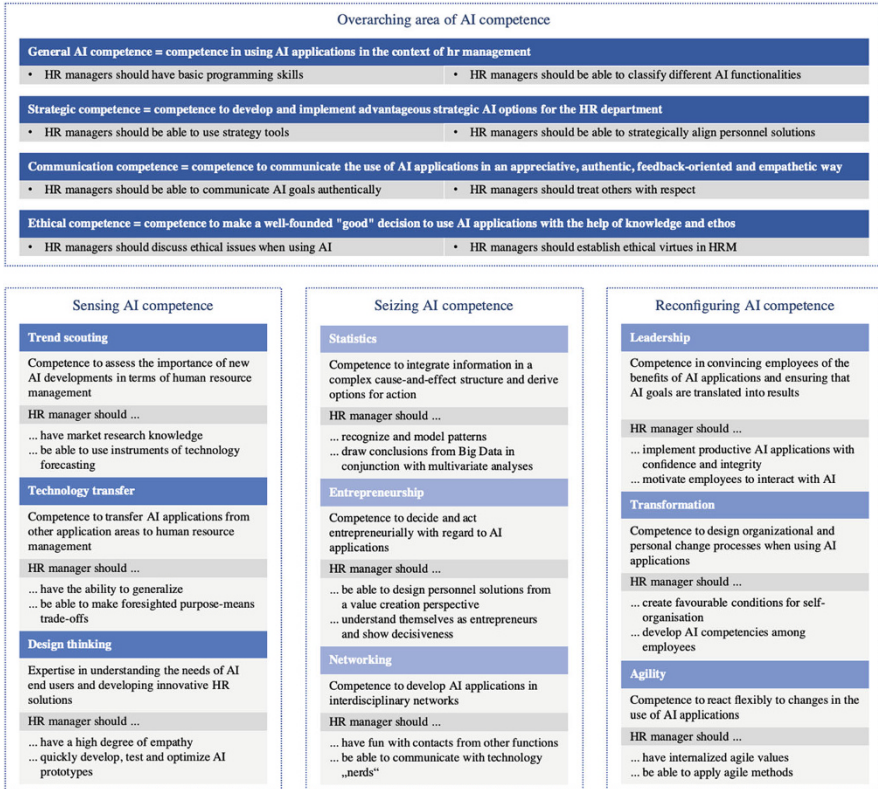 Overarching area of AI competence
General AI competence = competence in using AI applications in the context of hr management
• HR managers should have basic programming skills
• HR managers should be able to classify different AI functionalities
Strategic competence = competence to develop and implement advantageous strategic AI options for the HR department
• HR managers should be able to use strategy tools
• HR managers should be able to strategically align personnel solutions
Communication competence = competence to communicate the use of AI applications in an appreciative, authentic, feedback-oriented and empathetic way
• HR managers should be able to communicate AI goals authentically
• HR managers should treat others with respect
Ethical competence = competence to make a well-founded "good" decision to use AI applications with the help of knowledge and ethos
• HR managers should discuss ethical issues when using AI
• HR managers should establish ethical virtues in HRM
Sensing AI competence
Trend scouting
Competence to assess the importance of new
AI developments in terms of human resource
management
HR manager should ...
... have market research knowledge
... be able to use instruments of technology
forecasting
Technology transfer
Competence to transfer AI applications from
other application areas to human resource
management
HR manager should ...
... have the ability to generalize
... be able to make foresighted purpose-means
trade-offs
Design thinking
Expertise in understanding the needs of AI
end users and developing innovative HR
solutions
HR manager should ...
... have a high degree of empathy
... quickly develop, test and optimize AI
prototypes
Seizing AI competence
Statistics
Competence to integrate information in a
complex cause-and-effect structure and derive
options for action
HR manager should ...
... recognize and model patterns
... draw conclusions from Big Data in
conjunction with multivariate analyses
Entrepreneurship
Competence to decide and act
entrepreneurially with regard to AI
applications
HR manager should ...
... be able to design personnel solutions from
a value creation perspective
... understand themselves as entrepreneurs
and show decisiveness
Networking
Competence to develop AI applications in
interdisciplinary networks
HR manager should ...
... have fun with contacts from other functions
... be able to communicate with technology
„nerds"
Reconfiguring AI competence
Leadership
Competence in convincing employees of the
benefits of AI applications and ensuring that
AI goals are translated into results
HR manager should ...
... implement productive AI applications with
confidence and integrity
... motivate employees to interact with AI
Transformation
Competence to design organizational and
personal change processes when using AI
applications
HR manager should ...
... create favourable conditions for self-
organisation
... develop AI competencies among
employees
Agility
Competence to react flexibly to changes in the
use of AI applications
HR manager should ...
... have internalized agile values
... be able to apply agile methods